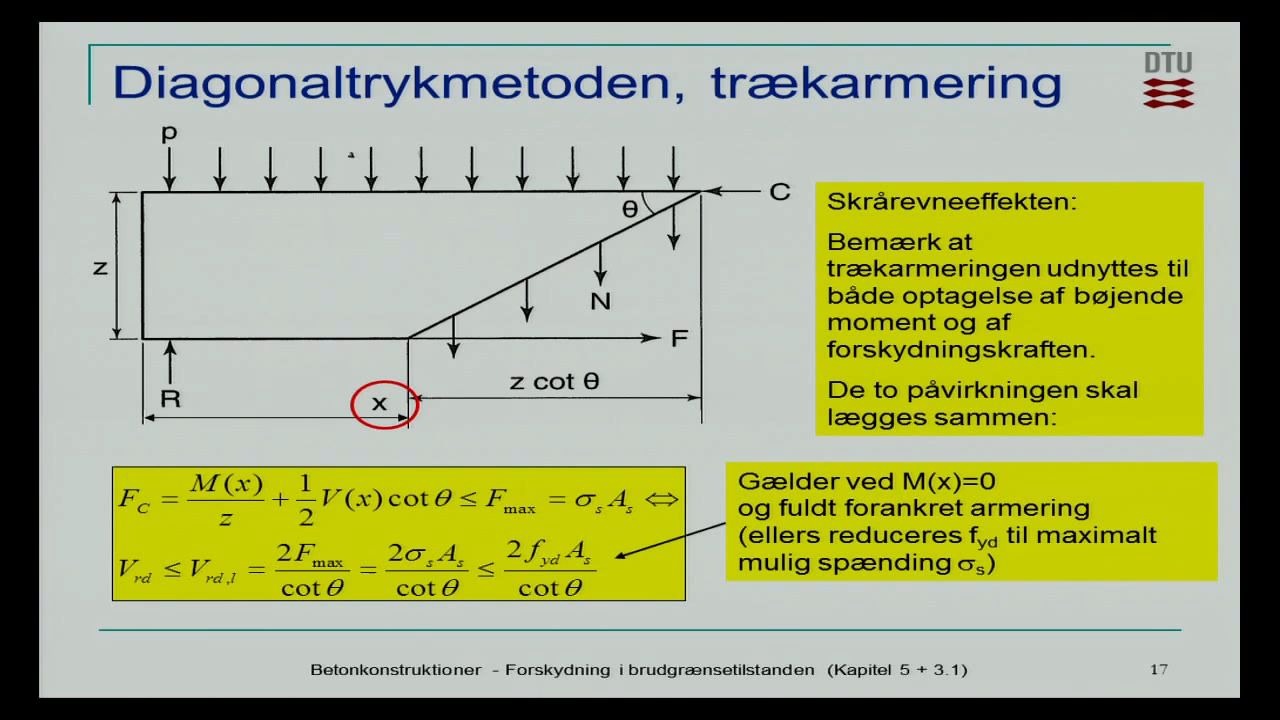 Diagonaltrykmetoden, trækarmering
DTU
p
C
θ
z
N
F
R
x
z cot θ
Skrårevneeffekten:
Bemærk at
trækarmeringen udnyttes til
både optagelse af bøjende
moment og af
forskydningskraften.
De to påvirkningen skal
lægges sammen:
F_C = M(x)/z + 1/2 V(x) cot θ ≤ F_max = σ_s A_s ⇔
V_rd ≤ V_rd,l = 2F_max/cot θ = 2σ_s A_s/cot θ ≤ 2 f_yd A_s/cot θ
Gælder ved M(x)=0
og fuldt forankret armering
(ellers reduceres f_yd til maximalt
mulig spænding σ_s)
Betonkonstruktioner - Forskydning i brudgrænsetilstanden (Kapitel 5 + 3.1)
17